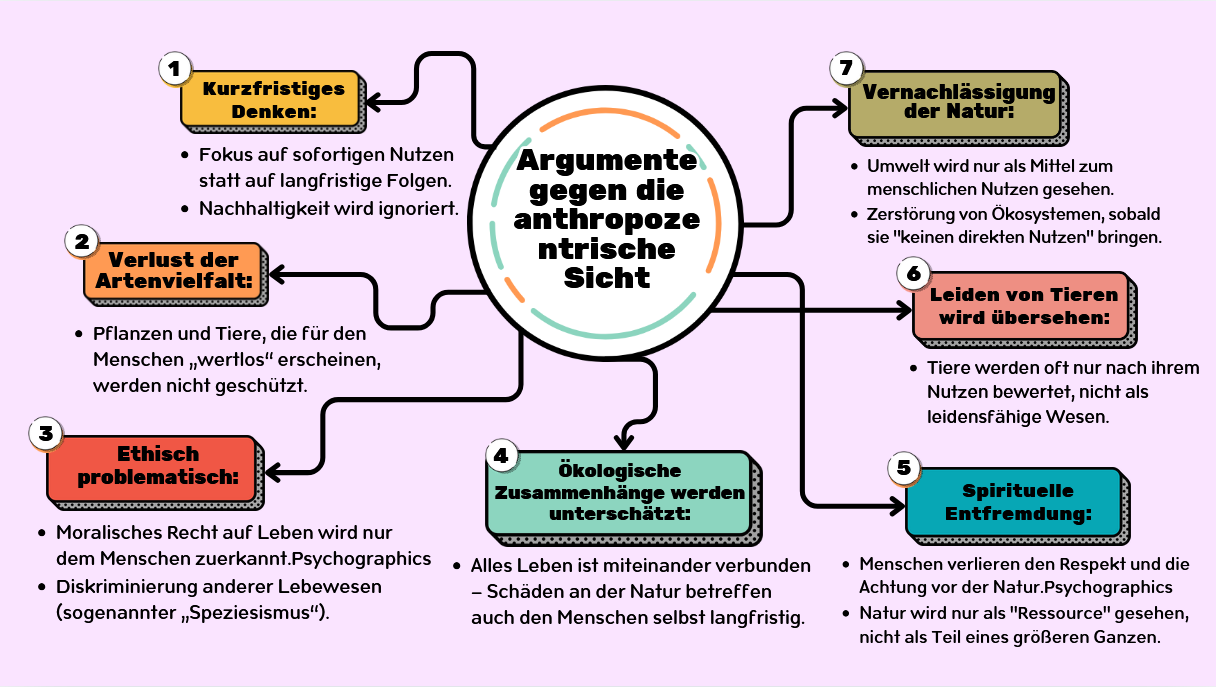 Argumente
gegen die
anthropoze
ntrische
Sicht
1
Kurzfristiges
Denken:
• Fokus auf sofortigen Nutzen
statt auf langfristige Folgen.
• Nachhaltigkeit wird ignoriert.
2
Verlust der
Artenvielfalt:
• Pflanzen und Tiere, die für den
Menschen „wertlos“ erscheinen,
werden nicht geschützt.
3
Ethisch
problematisch:
• Moralisches Recht auf Leben wird nur
dem Menschen zuerkannt.Psychographics
• Diskriminierung anderer Lebewesen
(sogenannter „Speziesismus“).
4
Ökologische
Zusammenhänge werden
unterschätzt:
• Alles Leben ist miteinander verbunden
– Schäden an der Natur betreffen
auch den Menschen selbst langfristig.
5
Spirituelle
Entfremdung:
• Menschen verlieren den Respekt und die
Achtung vor der Natur.Psychographics
• Natur wird nur als "Ressource" gesehen,
nicht als Teil eines größeren Ganzen.
6
Leiden von Tieren
wird übersehen:
• Tiere werden oft nur nach ihrem
Nutzen bewertet, nicht als
leidensfähige Wesen.
7
Vernachlässigung
der Natur:
• Umwelt wird nur als Mittel zum
menschlichen Nutzen gesehen.
• Zerstörung von Ökosystemen, sobald
sie "keinen direkten Nutzen" bringen.